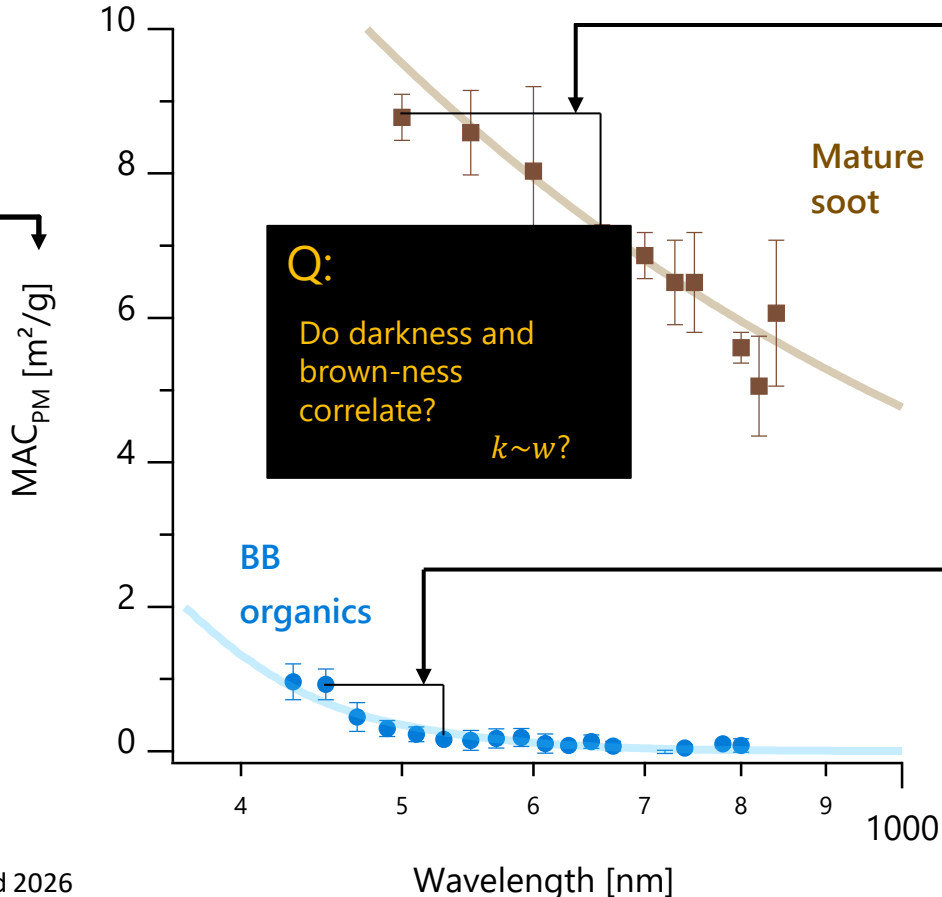 10
8
6
4
2
0
MAC_PM [m²/g]
Mature
soot
Q:
Do darkness and
brown-ness
correlate?
k~w?
BB
organics
4
5
6
7
8
9
1000
Wavelength [nm]
2026